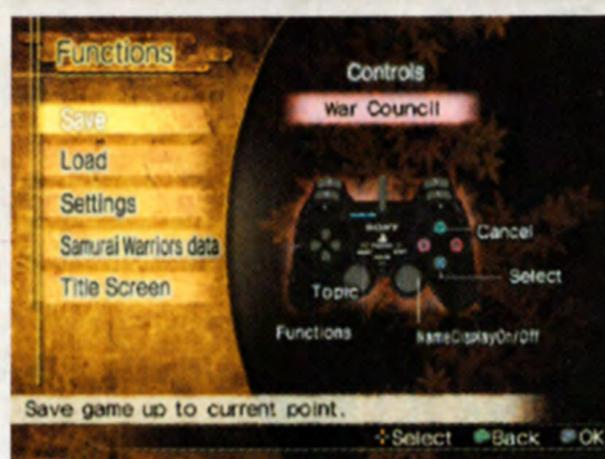 Functions
Save
Load
Settings
Samurai Warriors data
Title Screen
Controls
War Council
SONY
Cancel
Select
Topic
Functions
NameDisplayOn/Off
Save game up to current point.
Select Back OK